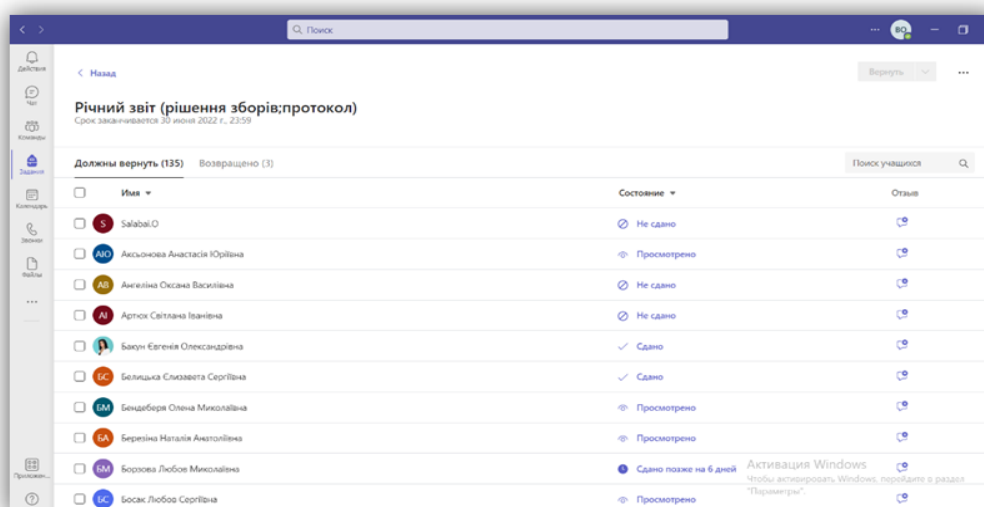 Поиск
BO
Действия
Чат
Команды
Задания
Календарь
Звонки
Файлы
Приложен...
Назад
Вернуть
Річний звіт (рішення зборів;протокол)
Срок заканчивается 30 июня 2022 г., 23:59
Должны вернуть (135) Возвращено (3)
Поиск учащихся
Имя Состояние Отзыв
S Salabai.O Не сдано
АЮ Аксьонова Анастасія Юріївна Просмотрено
АВ Ангеліна Оксана Василівна Не сдано
АІ Артюх Світлана Іванівна Не сдано
Бакун Євгенія Олександрівна Сдано
БС Белицька Єлизавета Сергіївна Сдано
БМ Бендеберя Олена Миколаївна Просмотрено
БА Березіна Наталія Анатоліївна Просмотрено
БМ Борзова Любов Миколаївна Сдано позже на 6 дней
БС Босак Любов Сергіївна Просмотрено
Активация Windows
Чтобы активировать Windows, перейдите в раздел
"Параметры".